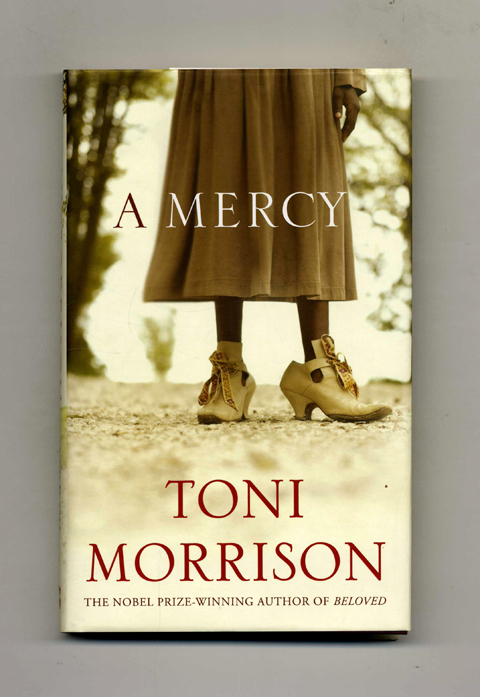 A MERCY
TONI
MORRISON
THE NOBEL PRIZE-WINNING AUTHOR OF BELOVED